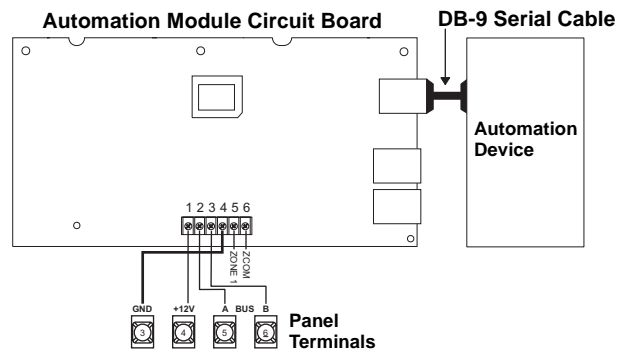 Automation Module Circuit Board
DB-9 Serial Cable
Automation
Device
1 2 3 4 5 6
ZONE 1
ZCOM
GND +12V A BUS B
3 4 5 6
Panel
Terminals